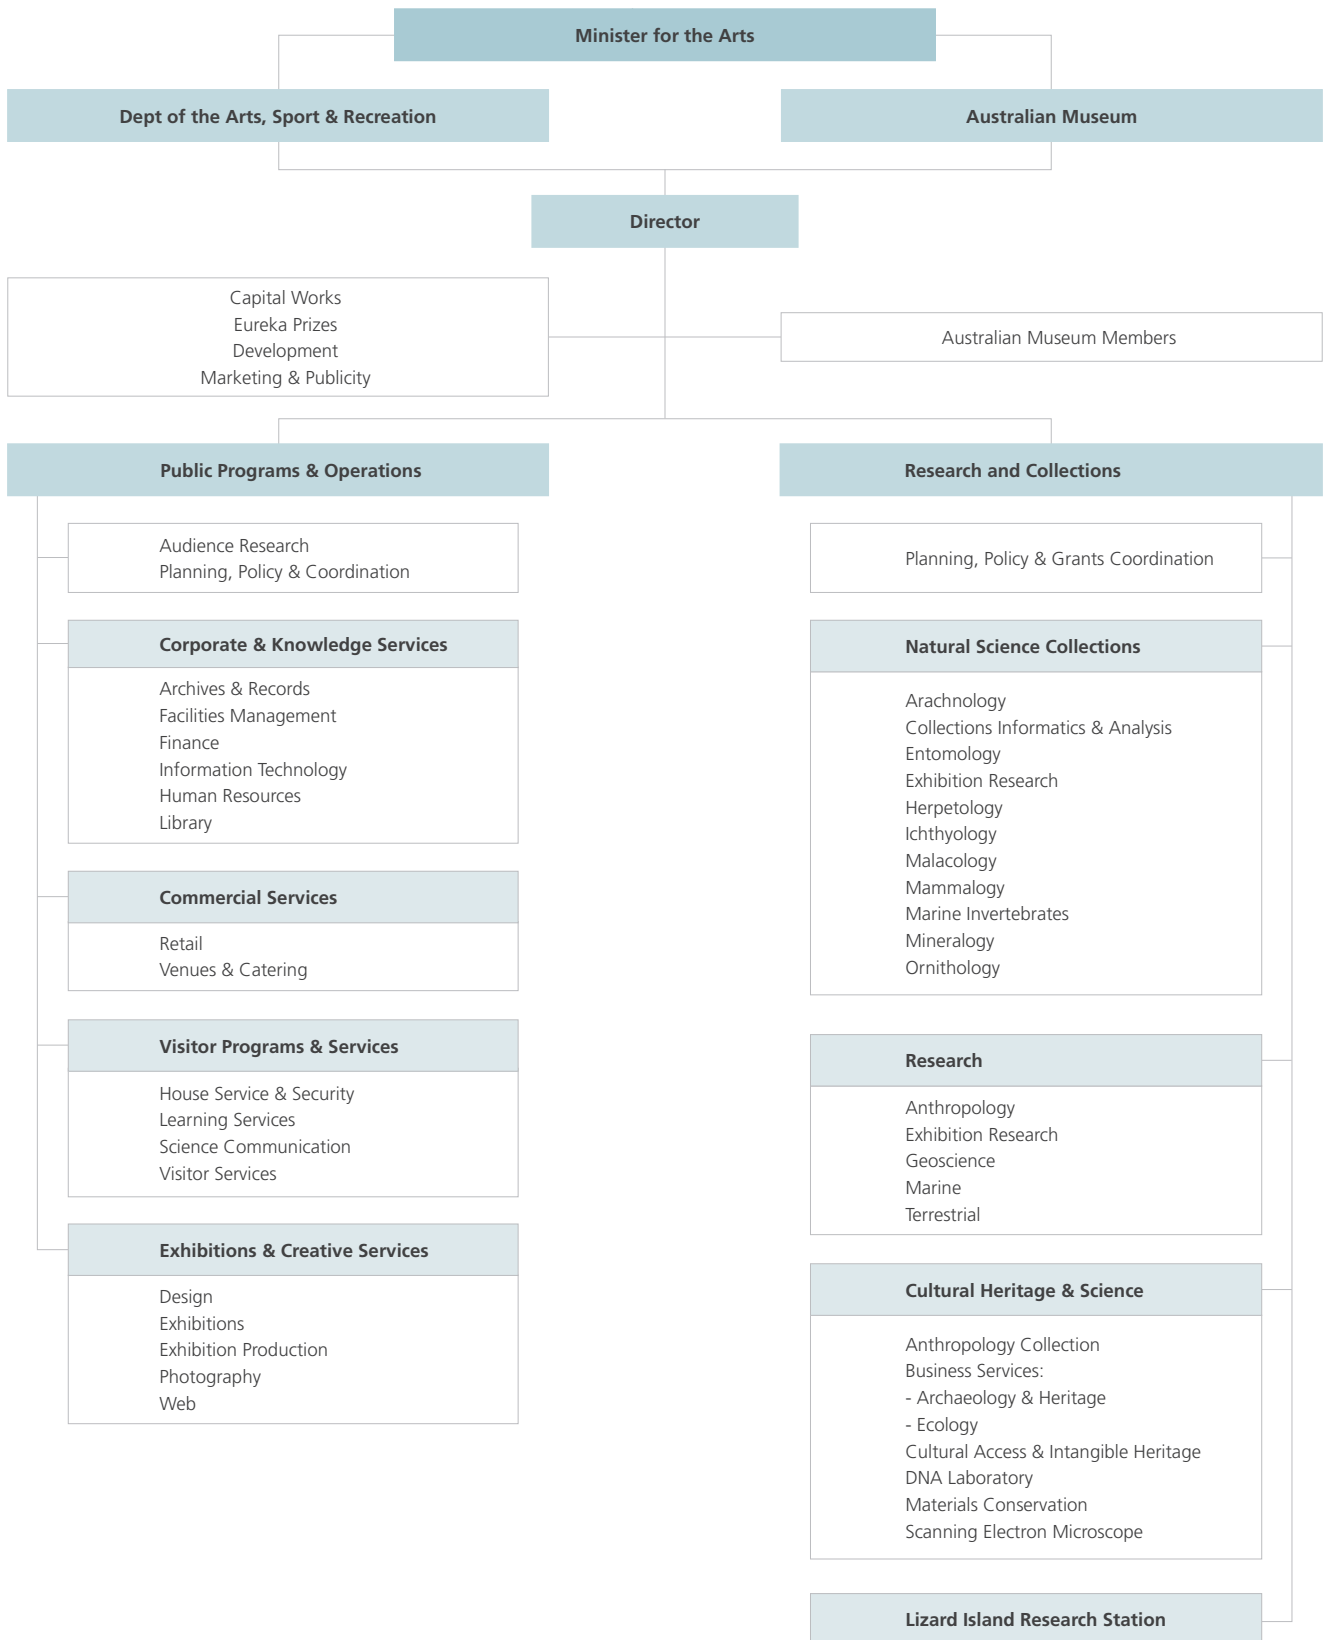 Minister for the Arts
Dept of the Arts, Sport & Recreation
Australian Museum
Director
Capital Works
Eureka Prizes
Development
Marketing & Publicity
Australian Museum Members
Public Programs & Operations
Audience Research
Planning, Policy & Coordination
Corporate & Knowledge Services
Archives & Records
Facilities Management
Finance
Information Technology
Human Resources
Library
Commercial Services
Retail
Venues & Catering
Visitor Programs & Services
House Service & Security
Learning Services
Science Communication
Visitor Services
Exhibitions & Creative Services
Design
Exhibitions
Exhibition Production
Photography
Web
Research and Collections
Planning, Policy & Grants Coordination
Natural Science Collections
Arachnology
Collections Informatics & Analysis
Entomology
Exhibition Research
Herpetology
Ichthyology
Malacology
Mammalogy
Marine Invertebrates
Mineralogy
Ornithology
Research
Anthropology
Exhibition Research
Geoscience
Marine
Terrestrial
Cultural Heritage & Science
Anthropology Collection
Business Services:
- Archaeology & Heritage
- Ecology
Cultural Access & Intangible Heritage
DNA Laboratory
Materials Conservation
Scanning Electron Microscope
Lizard Island Research Station